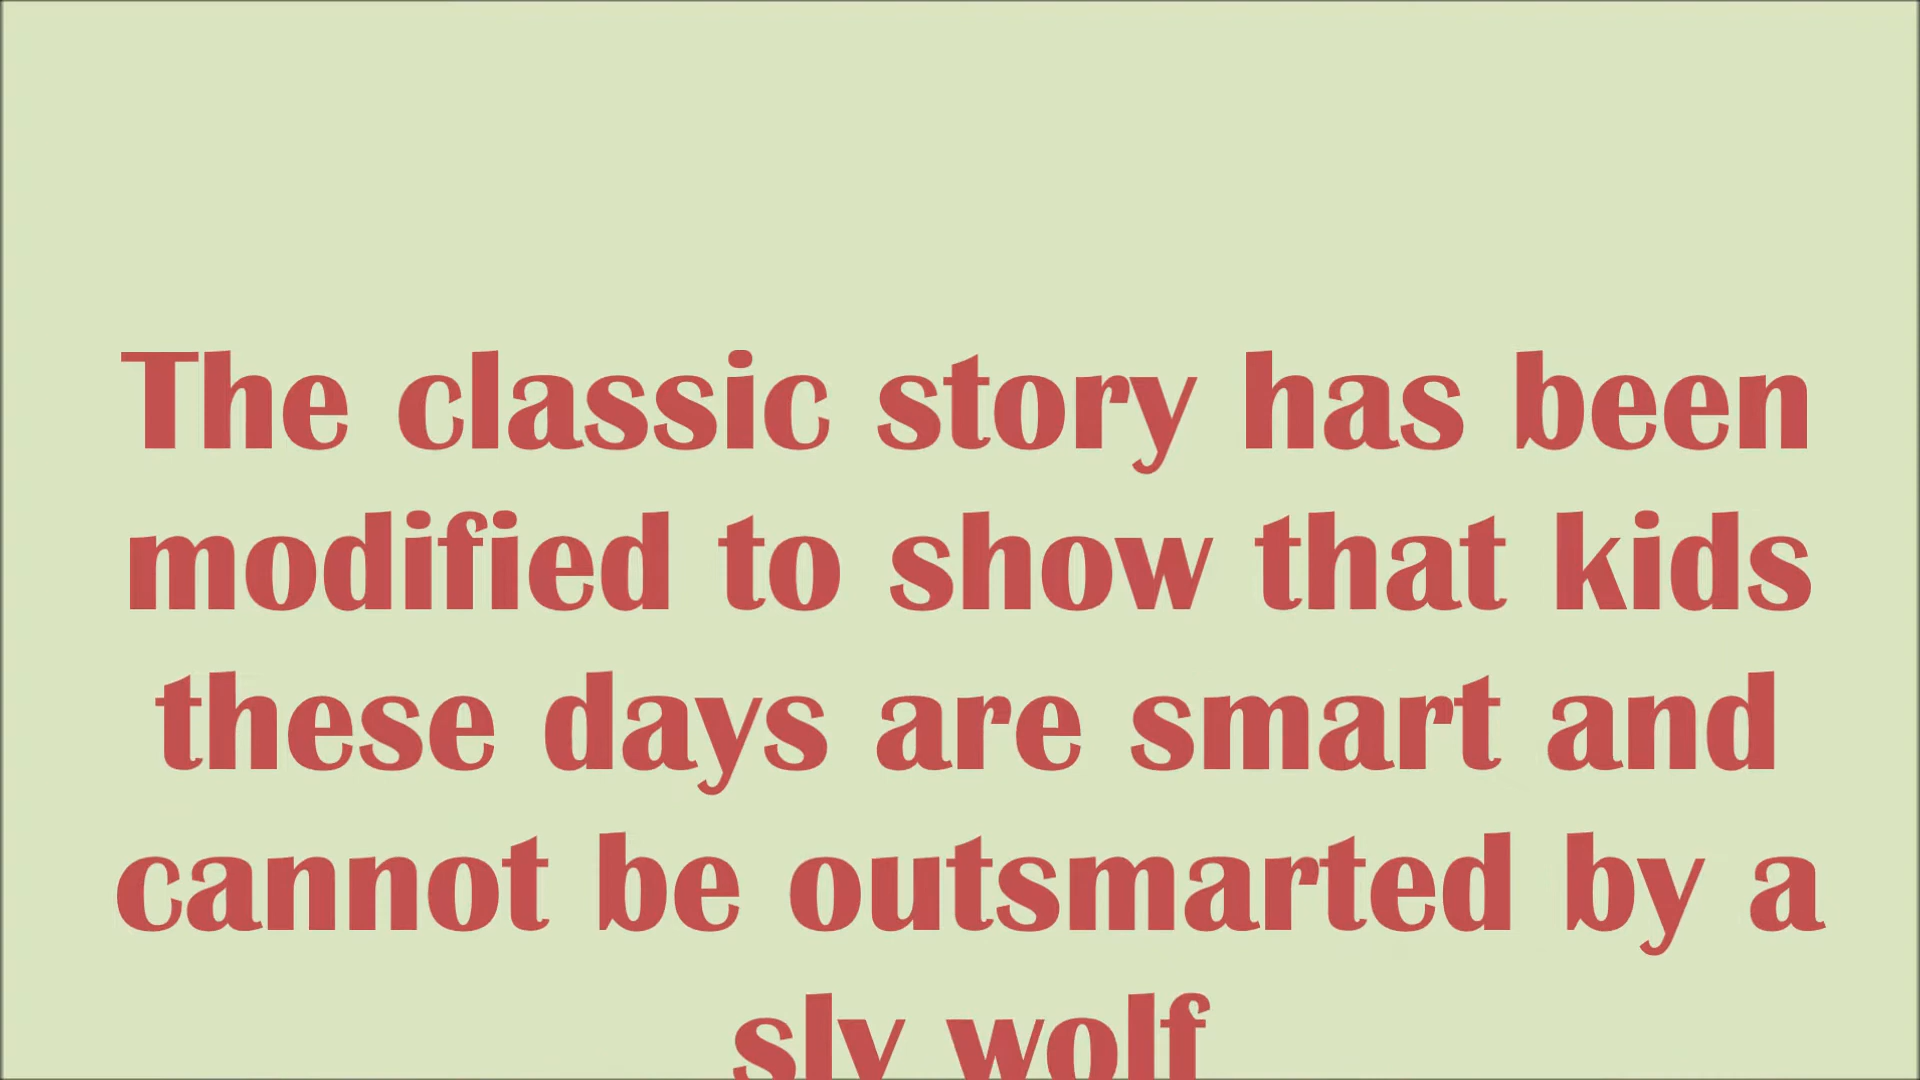 The classic story has been
modified to show that kids
these days are smart and
cannot be outsmarted by a
sly wolf